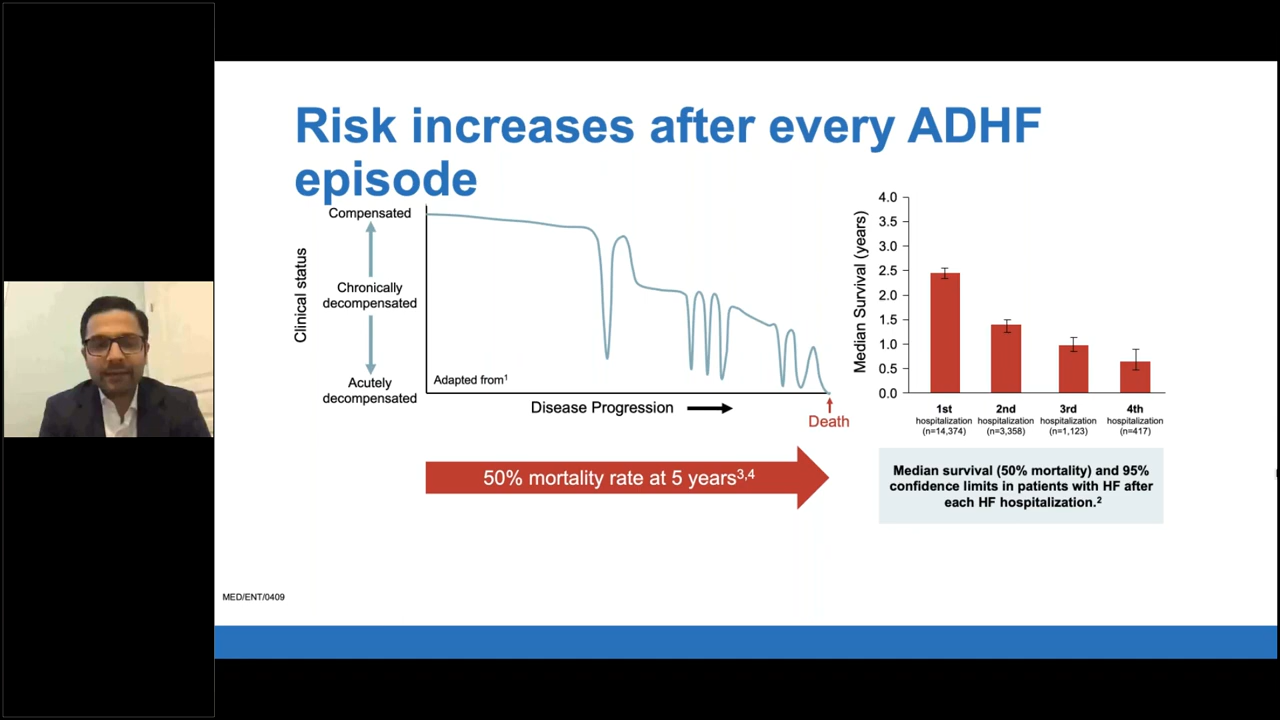 Risk increases after every ADHF
episode
Compensated
Chronically
decompensated
Acutely
decompensated
Clinical status
Adapted from1
Disease Progression
Death
50% mortality rate at 5 years3,4
Median Survival (years)
4.0
3.5
3.0
2.5
2.0
1.5
1.0
0.5
0.0
1st
hospitalization
(n=14,374)
2nd
hospitalization
(n=3,358)
3rd
hospitalization
(n=1,123)
4th
hospitalization
(n=417)
Median survival (50% mortality) and 95%
confidence limits in patients with HF after
each HF hospitalization.2
MED/ENT/0409